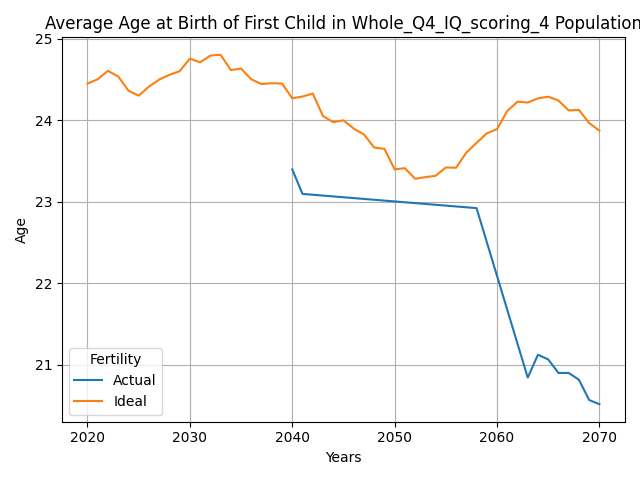 Average Age at Birth of First Child in Whole_Q4_IQ_scoring_4 Population
25
24
23
22
21
Age
Fertility
Actual
Ideal
2020 2030 2040 2050 2060 2070
Years